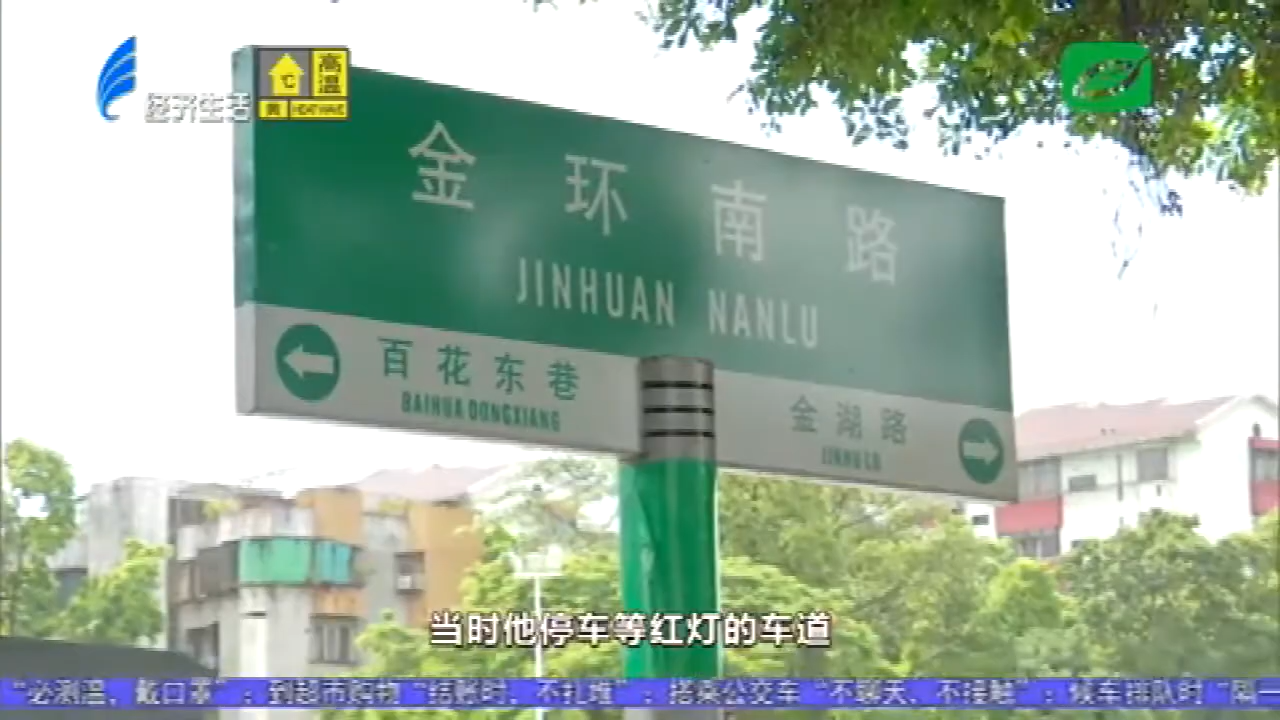 经济生活
高温
黄 HEAT WAVE
金环南路
JINHUAN NANLU
百花东巷
BAIHUA DONGXIANG
金湖路
JINHU LU
当时他停车等红灯的车道
“必测温、戴口罩”；到超市购物“结账时、不扎堆”；搭乘公交车“不聊天、不接触”；候车排队时“隔一